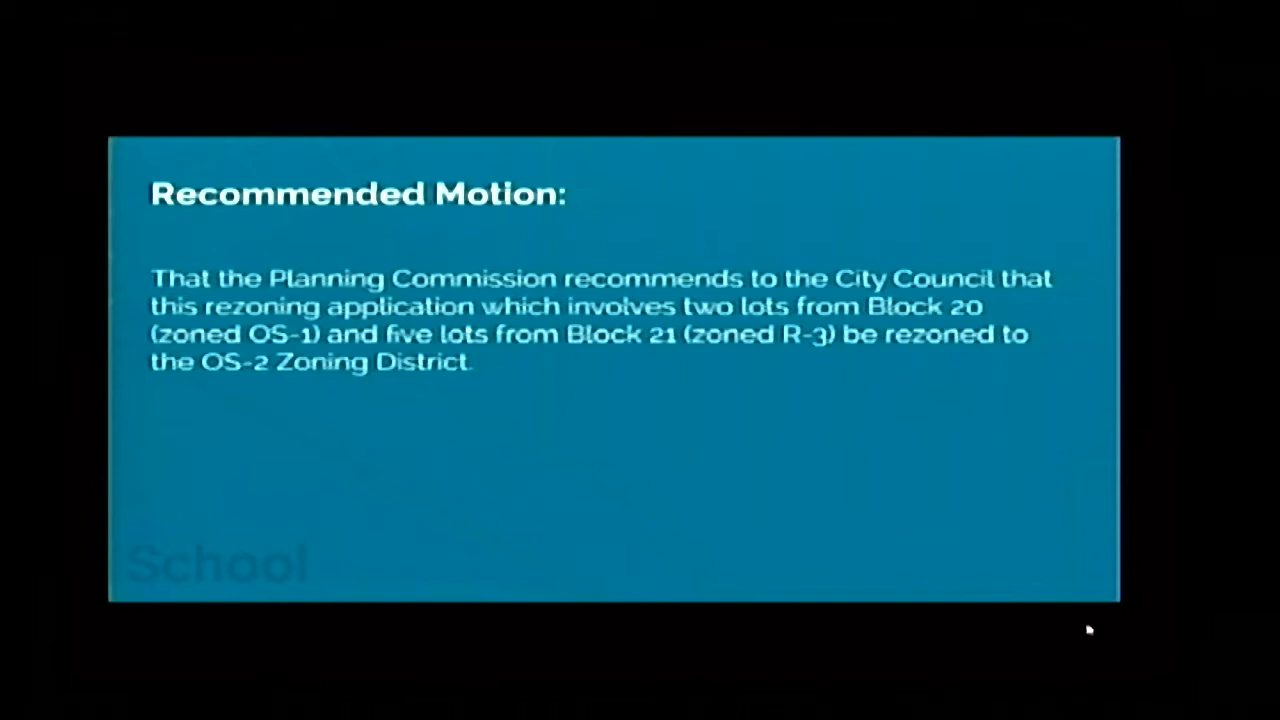 Recommended Motion:
That the Planning Commission recommends to the City Council that
this rezoning application which involves two lots from Block 20
(zoned OS-1) and five lots from Block 21 (zoned R-3) be rezoned to
the OS-2 Zoning District.
School